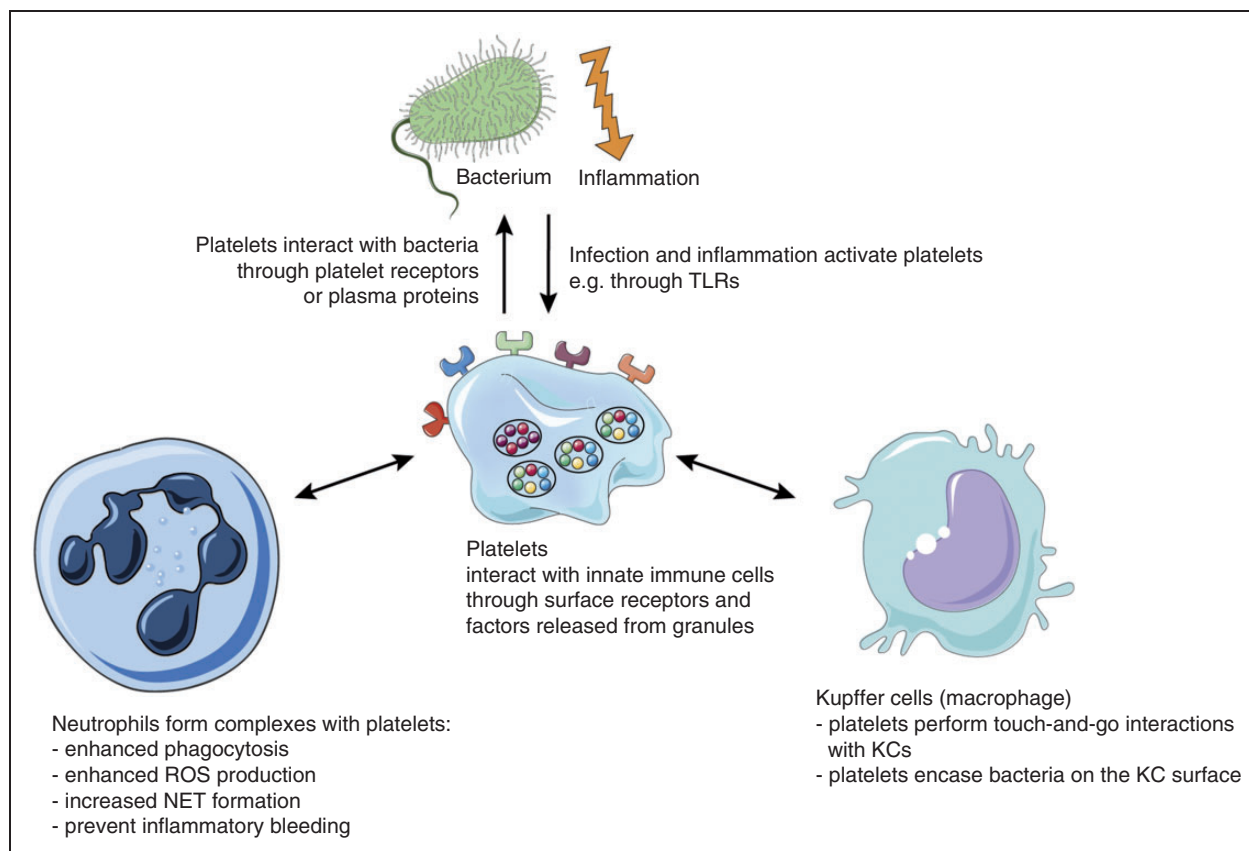 Bacterium
Inflammation
Platelets interact with bacteria
through platelet receptors
or plasma proteins
Infection and inflammation activate platelets
e.g. through TLRs
Platelets
interact with innate immune cells
through surface receptors and
factors released from granules
Neutrophils form complexes with platelets:
- enhanced phagocytosis
- enhanced ROS production
- increased NET formation
- prevent inflammatory bleeding
Kupffer cells (macrophage)
- platelets perform touch-and-go interactions
with KCs
- platelets encase bacteria on the KC surface